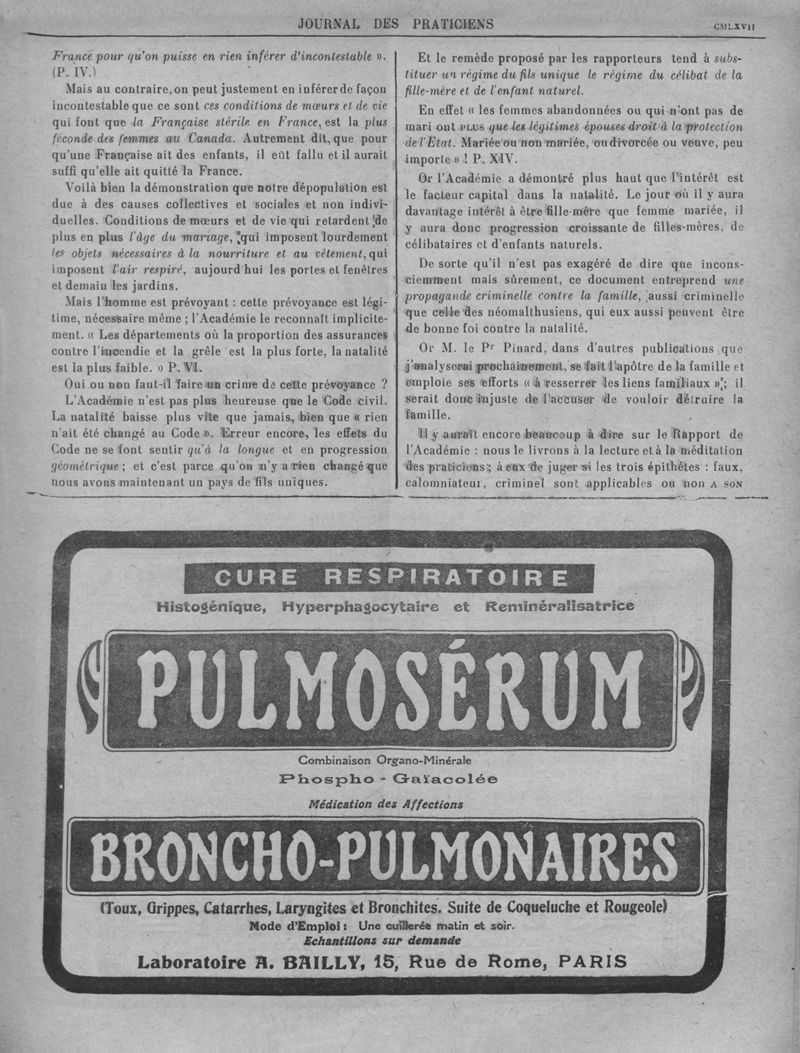 JOURNAL DES PRATICIENS
CMLXVII
France pour qu'on puisse en rien inférer d'incontestable ».
(P. IV.)
Mais au contraire, on peut justement en inférer de façon
incontestable que ce sont ces conditions de mœurs et de vie
qui font que la Française stérile en France, est la plus
féconde des femmes au Canada. Autrement dit, que pour
qu'une Française ait des enfants, il eût fallu et il aurait
suffi qu'elle ait quitté la France.
Voilà bien la démonstration que notre dépopulation est
due à des causes collectives et sociales et non indivi-
duelles. Conditions de mœurs et de vie qui retardent de
plus en plus l'âge du mariage, qui imposent lourdement
les objets nécessaires à la nourriture et au vêtement, qui
imposent l'air respiré, aujourd'hui les portes et fenêtres
et demain les jardins.
Mais l'homme est prévoyant : cette prévoyance est légi-
time, nécessaire même ; l'Académie le reconnaît implicite-
ment. « Les départements où la proportion des assurances
contre l'incendie et la grêle est la plus forte, la natalité
est la plus faible. » P. VI.
Oui ou non faut-il faire un crime de cette prévoyance ?
L'Académie n'est pas plus heureuse que le Code civil.
La natalité baisse plus vite que jamais, bien que « rien
n'ait été changé au Code ». Erreur encore, les effets du
Code ne se font sentir qu'à la longue et en progression
géométrique ; et c'est parce qu'on n'y a rien changé que
nous avons maintenant un pays de fils uniques.
Et le remède proposé par les rapporteurs tend à subs-
tituer un régime du fils unique le régime du célibat de la
fille-mère et de l'enfant naturel.
En effet « les femmes abandonnées ou qui n'ont pas de
mari ont PLUS que les légitimes épouses droit à la protection
de l'Etat. Mariée ou non mariée, ou divorcée ou veuve, peu
importe » ! P. XIV.
Or l'Académie a démontré plus haut que l'intérêt est
le facteur capital dans la natalité. Le jour où il y aura
davantage intérêt à être fille-mère que femme mariée, il
y aura donc progression croissante de filles-mères, de
célibataires et d'enfants naturels.
De sorte qu'il n'est pas exagéré de dire que incons-
ciemment mais sûrement, ce document entreprend une
propagande criminelle contre la famille, aussi criminelle
que celle des néomalthusiens, qui eux aussi peuvent être
de bonne foi contre la natalité.
Or M. le Pr Pinard, dans d'autres publications que
j'analyserai prochainement, se fait l'apôtre de la famille et
emploie ses efforts « à resserrer les liens familiaux » ; il
serait donc injuste de l'accuser de vouloir détruire la
famille.
Il y aurait encore beaucoup à dire sur le Rapport de
l'Académie : nous le livrons à la lecture et à la méditation
des praticiens ; à eux de juger si les trois épithètes : faux,
calomniateur, criminel sont applicables ou non A SON
CURE RESPIRATOIRE
Histogénique, Hyperphagocytaire et Reminéralisatrice
PULMOSÉRUM
Combinaison Organo-Minérale
Phospho - Gaïacolée
Médication des Affections
BRONCHO-PULMONAIRES
(Toux, Grippes, Catarrhes, Laryngites et Bronchites. Suite de Coqueluche et Rougeole)
Mode d'Emploi : Une cuillerée matin et soir.
Echantillons sur demande
Laboratoire A. BAILLY, 15, Rue de Rome, PARIS